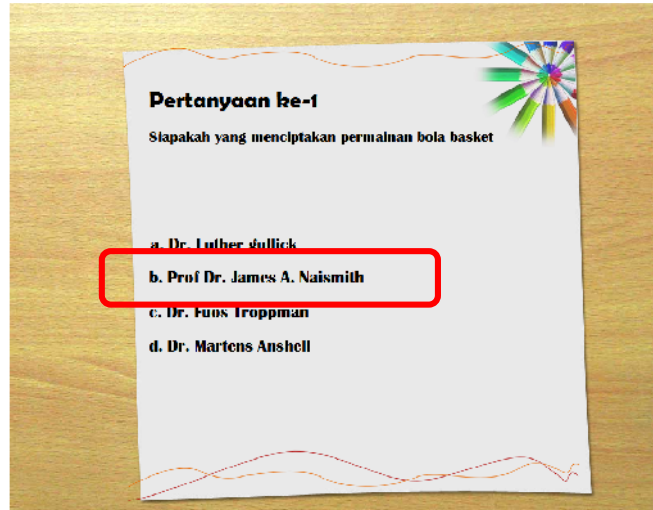 Pertanyaan ke-1
Siapakah yang menciptakan permainan bola basket
a. Dr. Luther gullick
b. Prof Dr. James A. Naismith
c. Dr. Fuos Troppman
d. Dr. Martens Anshell